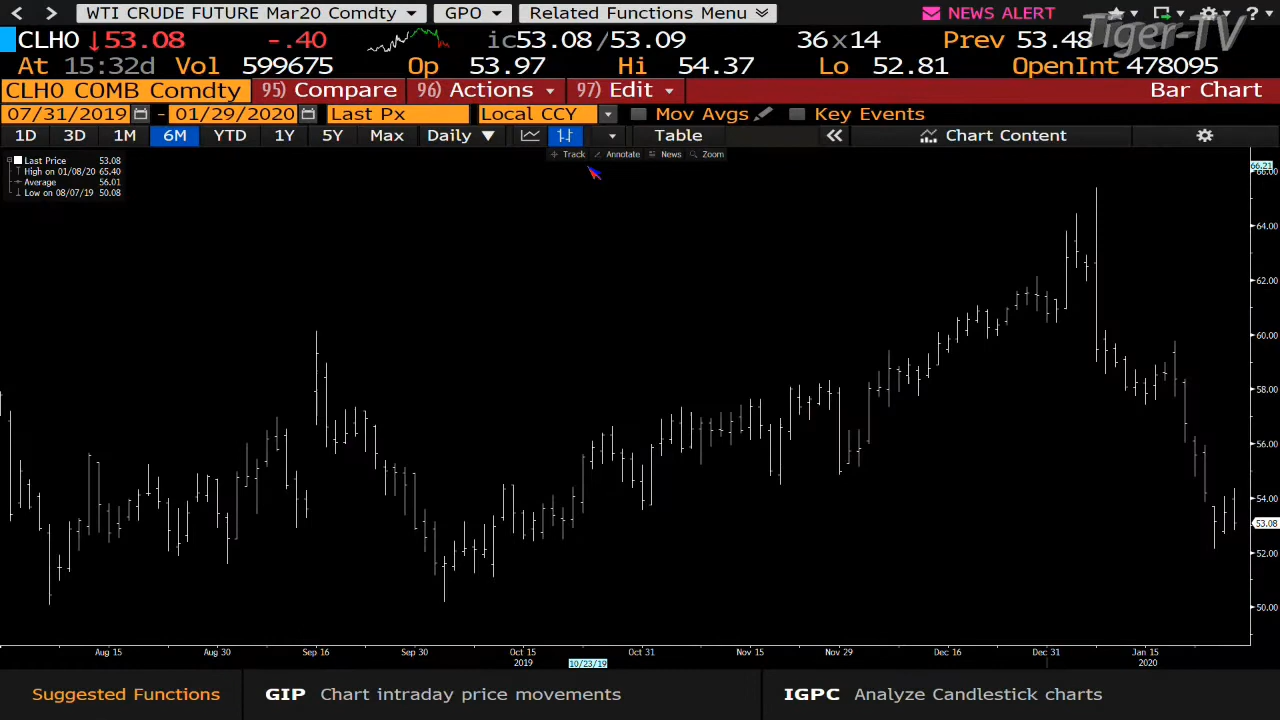 WTI CRUDE FUTURE Mar20 Comdty GPO Related Functions Menu NEWS ALERT ?
Tiger-TV
CLH0 ↓53.08 -.40 ic53.08/53.09 36x14 Prev 53.48
At 15:32d Vol 599675 Op 53.97 Hi 54.37 Lo 52.81 OpenInt 478095
CLH0 COMB Comdty 95) Compare 96) Actions 97) Edit Bar Chart
07/31/2019 - 01/29/2020 Last Px Local CCY Mov Avgs Key Events
1D 3D 1M 6M YTD 1Y 5Y Max Daily Table Chart Content
Track Annotate News Zoom
Last Price 53.08
High on 01/08/20 65.40
Average 56.01
Low on 08/07/19 50.08
66.21
66.00
64.00
62.00
60.00
58.00
56.00
54.00
53.08
52.00
50.00
Aug 15 Aug 30 Sep 16 Sep 30 Oct 15 Oct 31 Nov 15 Nov 29 Dec 16 Dec 31 Jan 15
2019 10/23/19 2020
Suggested Functions GIP Chart intraday price movements IGPC Analyze Candlestick charts